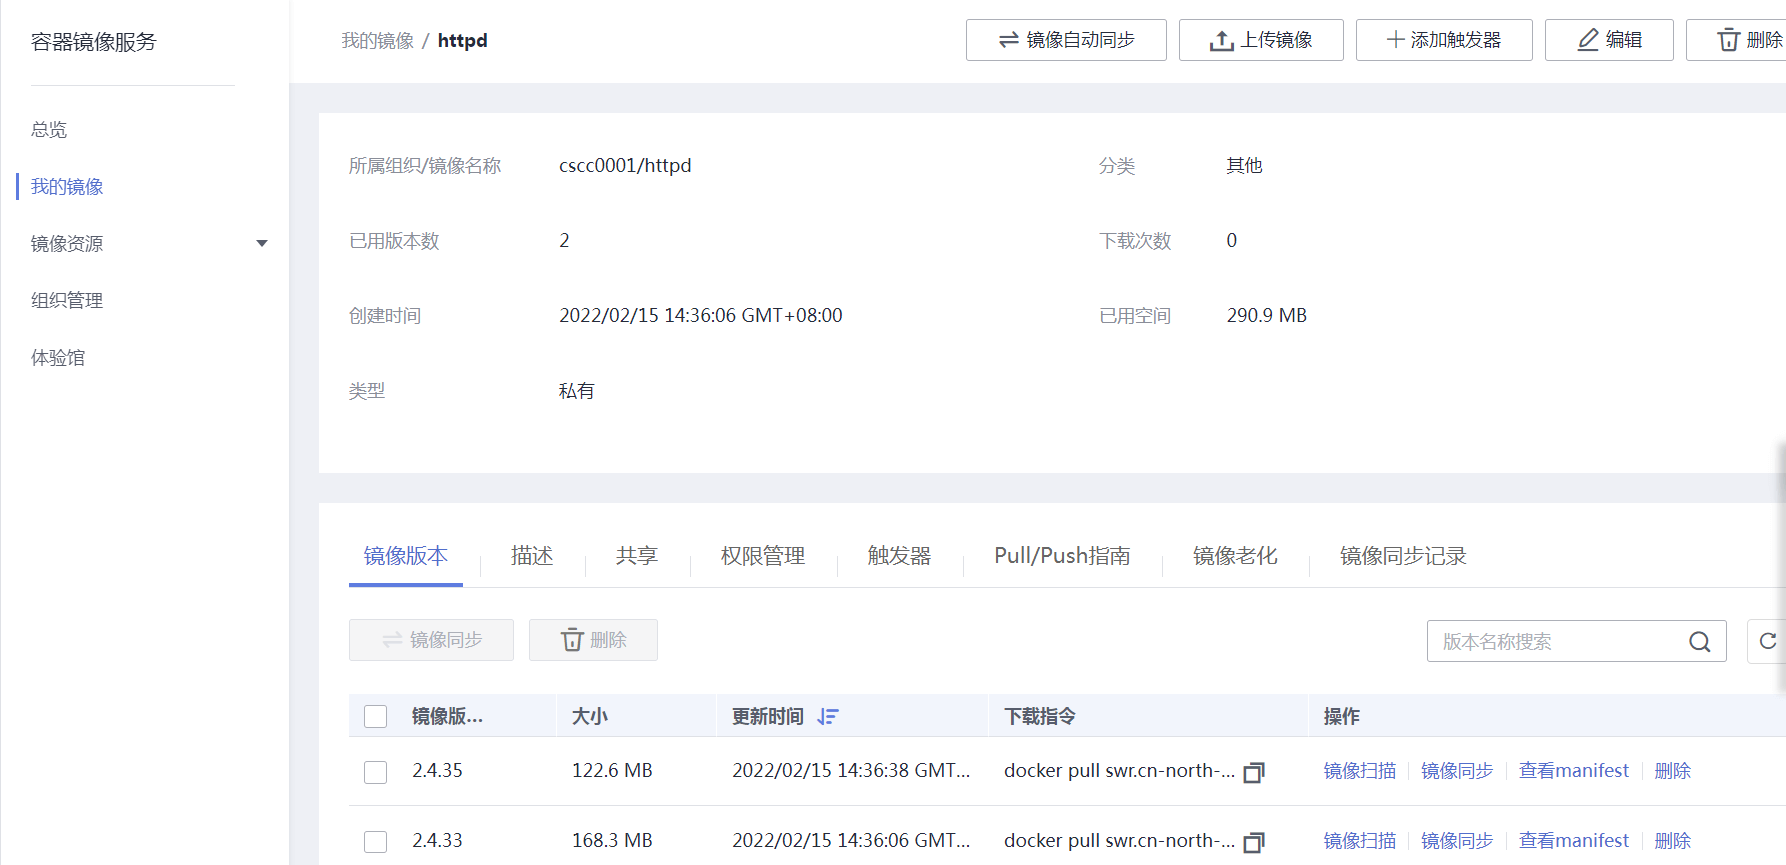 容器镜像服务
总览
我的镜像
镜像资源
组织管理
体验馆
我的镜像 / httpd
镜像自动同步
上传镜像
添加触发器
编辑
删除
所属组织/镜像名称 cscc0001/httpd 分类 其他
已用版本数 2 下载次数 0
创建时间 2022/02/15 14:36:06 GMT+08:00 已用空间 290.9 MB
类型 私有
镜像版本 描述 共享 权限管理 触发器 Pull/Push指南 镜像老化 镜像同步记录
镜像同步 删除 版本名称搜索
镜像版... 大小 更新时间 下载指令 操作
2.4.35 122.6 MB 2022/02/15 14:36:38 GMT... docker pull swr.cn-north-... 镜像扫描 镜像同步 查看manifest 删除
2.4.33 168.3 MB 2022/02/15 14:36:06 GMT... docker pull swr.cn-north-... 镜像扫描 镜像同步 查看manifest 删除